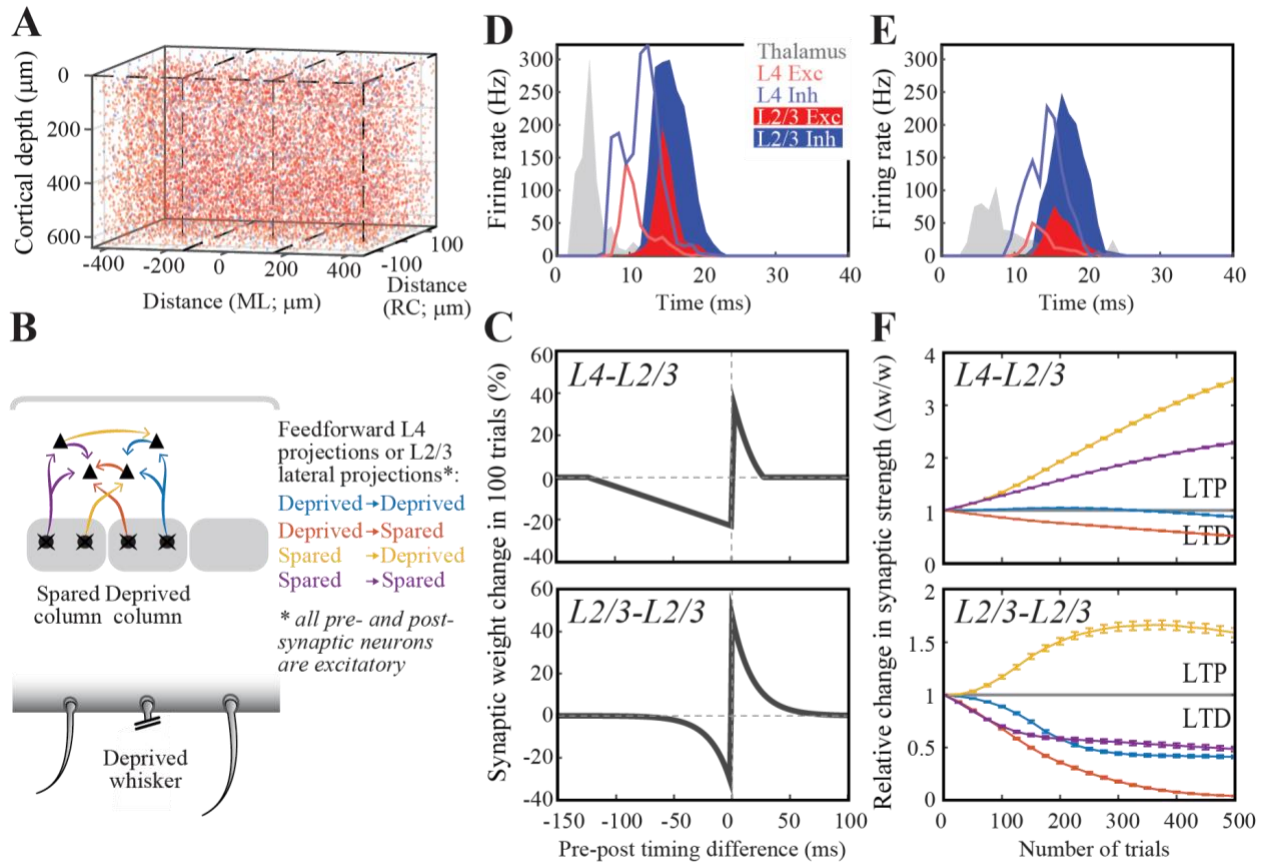 A
Cortical depth (μm)
0
200
400
600
-400
-200
0
200
400
Distance (ML; μm)
100
-100
Distance
(RC; μm)
B
Feedforward L4
projections or L2/3
lateral projections*:
Deprived→Deprived
Deprived→Spared
Spared →Deprived
Spared →Spared
* all pre- and post-
synaptic neurons
are excitatory
Spared
column
Deprived
column
Deprived
whisker
D
Firing rate (Hz)
300
250
200
150
100
50
0
Thalamus
L4 Exc
L4 Inh
L2/3 Exc
L2/3 Inh
0 10 20 30 40
Time (ms)
E
Firing rate (Hz)
300
250
200
150
100
50
0
0 10 20 30 40
Time (ms)
C
Synaptic weight change in 100 trials (%)
60
40
20
0
-20
-40
L4-L2/3
60
40
20
0
-20
-40
L2/3-L2/3
-150 -100 -50 0 50 100
Pre-post timing difference (ms)
F
Relative change in synaptic strength (Δw/w)
4
3
2
1
0
L4-L2/3
LTP
LTD
2
1.5
1
0.5
0
L2/3-L2/3
LTP
LTD
0 100 200 300 400 500
Number of trials